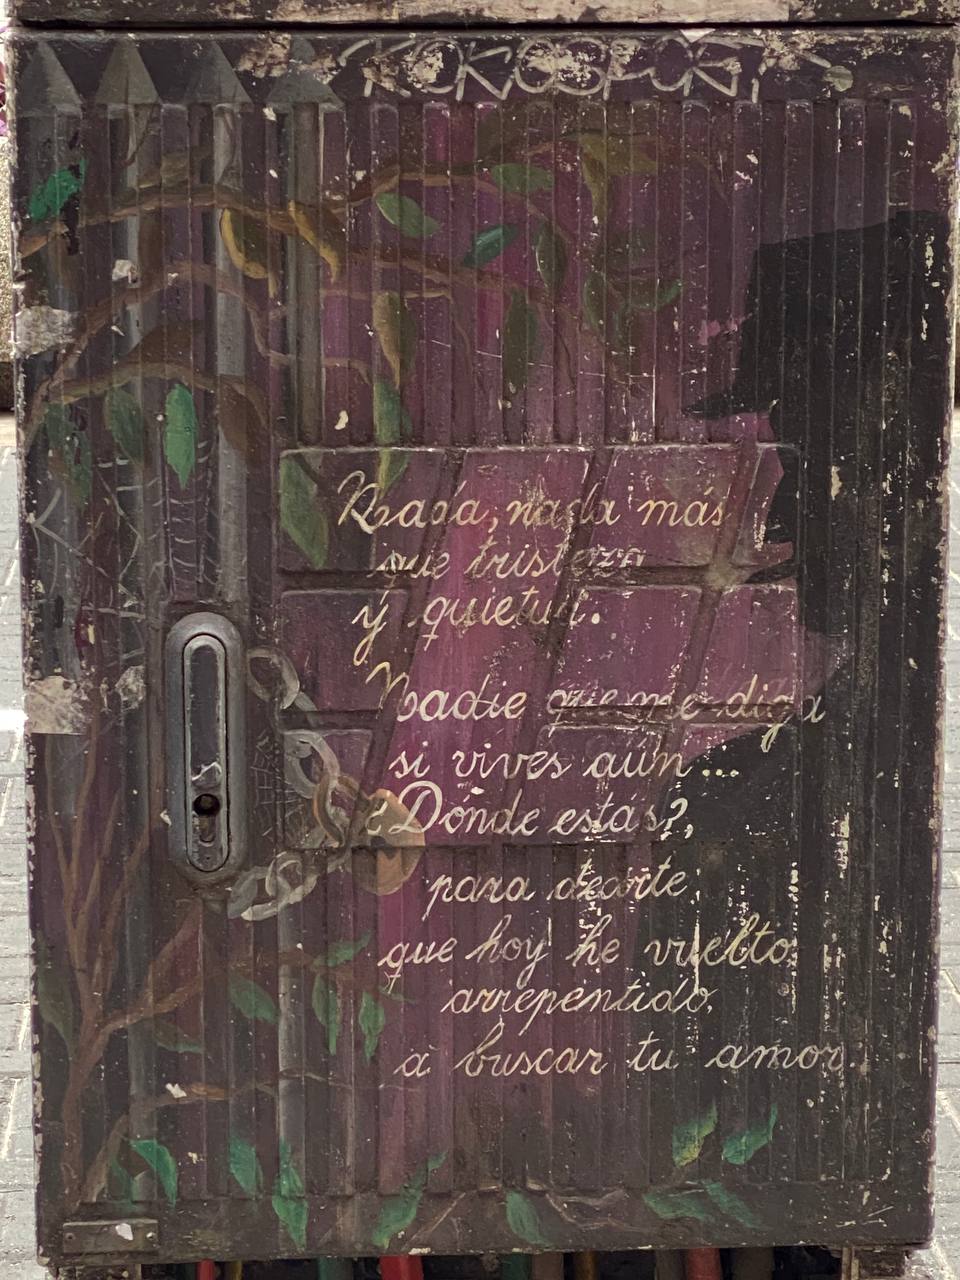 KOKOSPORT
Nada, nada más
que tristeza
y quietud.
Nadie que me diga
si vives aún...
¿Dónde estás?,
para decirte,
que hoy he vuelto
arrepentido,
a buscar tu amor.